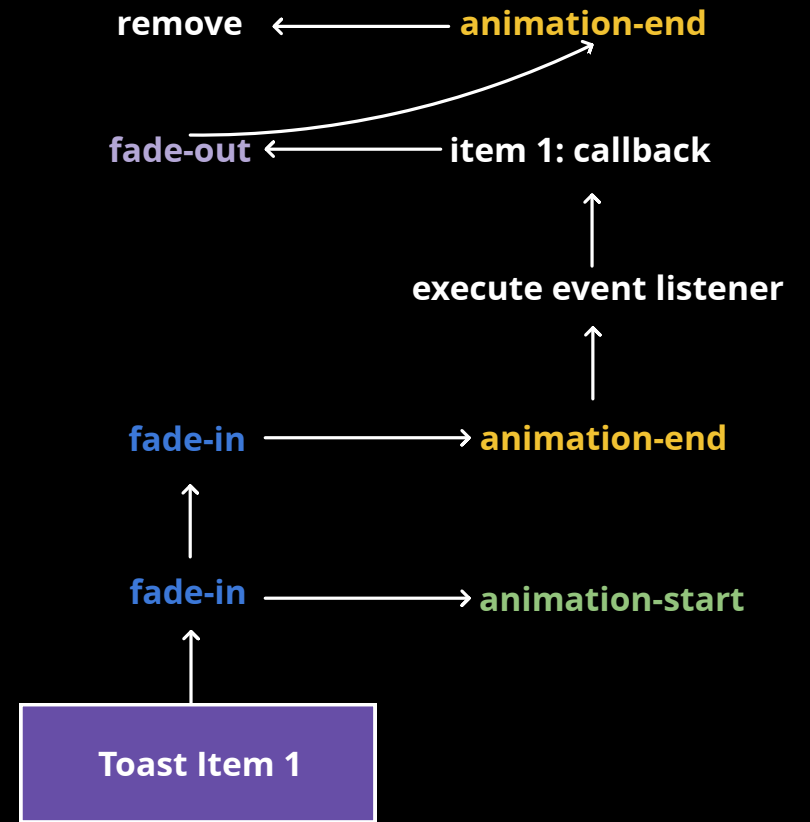 remove
animation-end
fade-out
item 1: callback
execute event listener
fade-in
animation-end
fade-in
animation-start
Toast Item 1